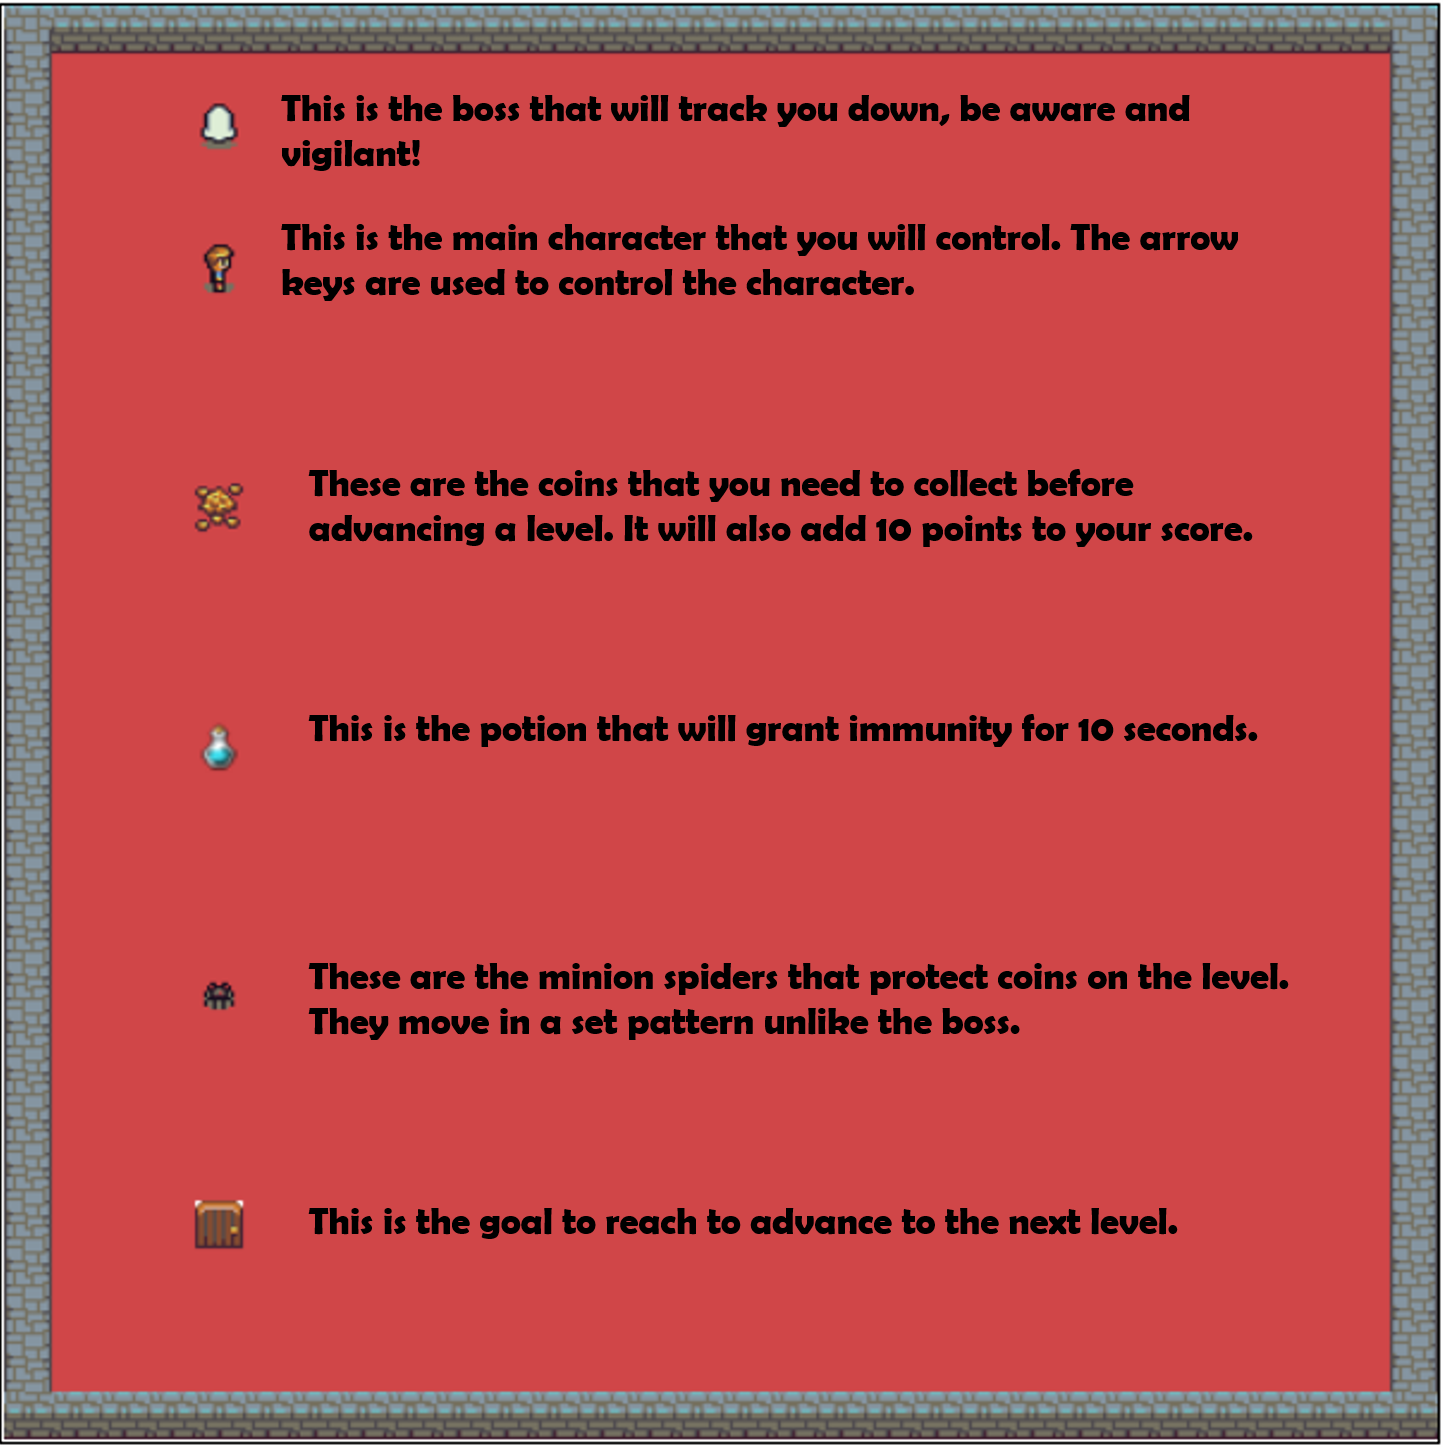 This is the boss that will track you down, be aware and
vigilant!
This is the main character that you will control. The arrow
keys are used to control the character.
These are the coins that you need to collect before
advancing a level. It will also add 10 points to your score.
This is the potion that will grant immunity for 10 seconds.
These are the minion spiders that protect coins on the level.
They move in a set pattern unlike the boss.
This is the goal to reach to advance to the next level.